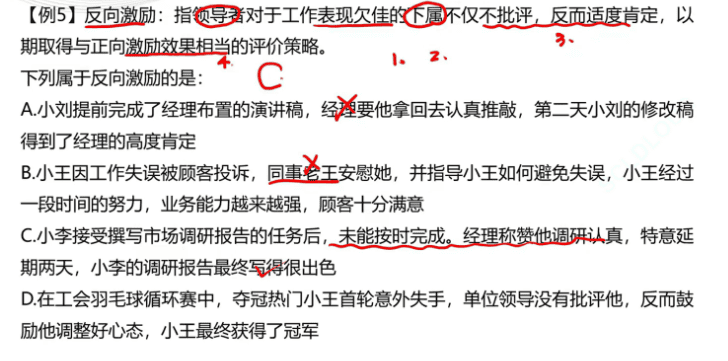 【例5】反向激励：指领导者对于工作表现欠佳的下属不仅不批评，反而适度肯定，以
期取得与正向激励效果相当的评价策略。
4.
1.
2.
3.
下列属于反向激励的是：
C
A.小刘提前完成了经理布置的演讲稿，经理要他拿回去认真推敲，第二天小刘的修改稿
得到了经理的高度肯定
B.小王因工作失误被顾客投诉，同事老王安慰她，并指导小王如何避免失误，小王经过
一段时间的努力，业务能力越来越强，顾客十分满意
C.小李接受撰写市场调研报告的任务后，未能按时完成。经理称赞他调研认真，特意延
期两天，小李的调研报告最终写得很出色
D.在工会羽毛球循环赛中，夺冠热门小王首轮意外失手，单位领导没有批评他，反而鼓
励他调整好心态，小王最终获得了冠军